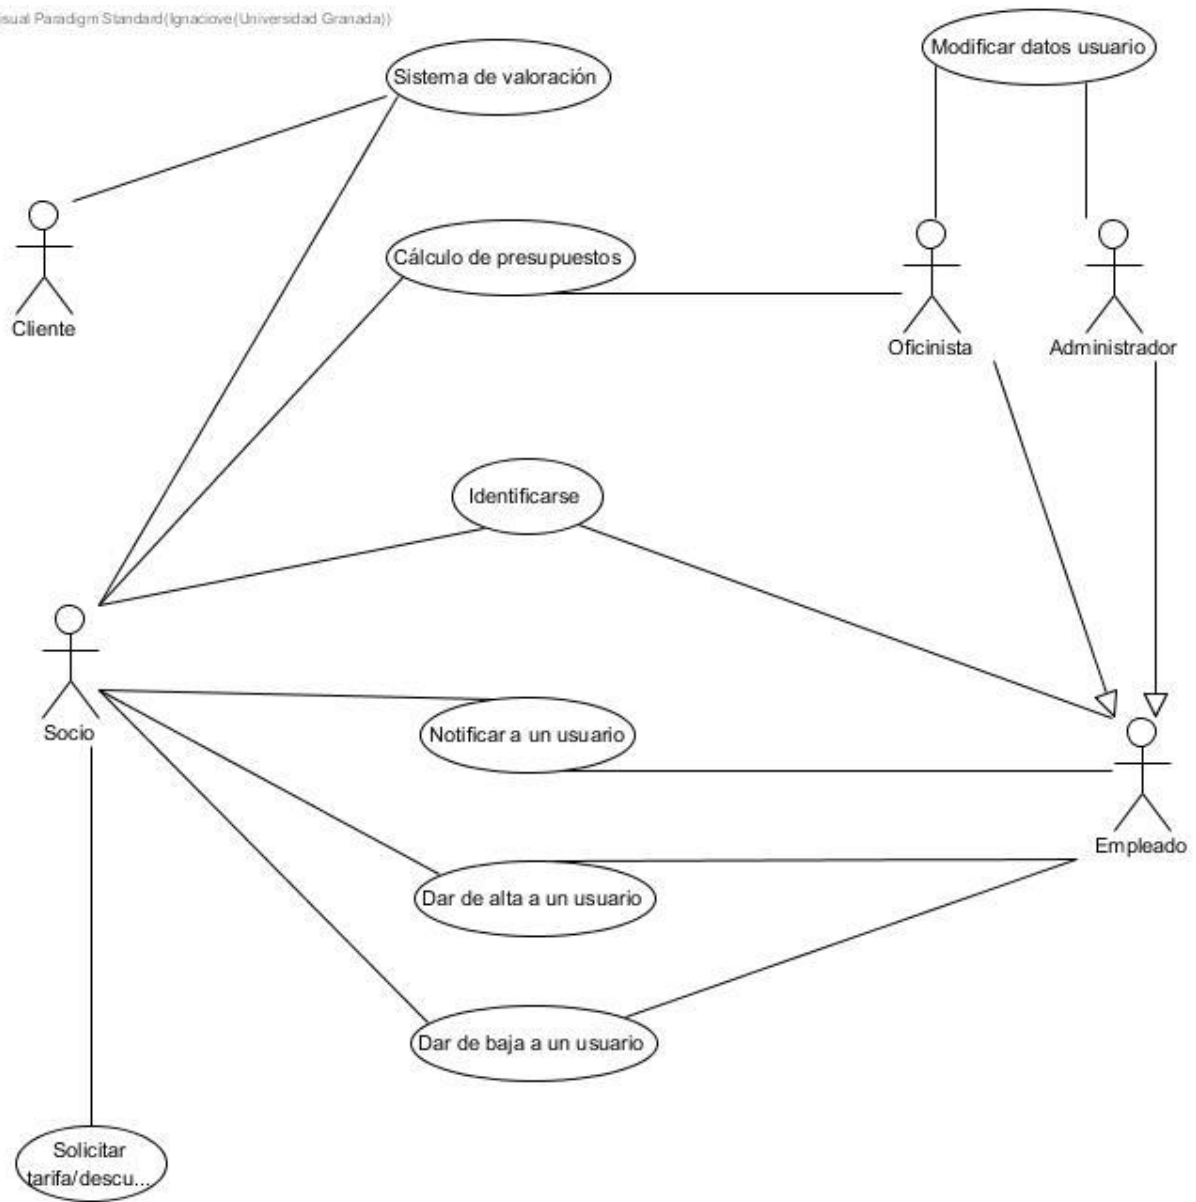 Visual Paradigm Standard(Ignaciove(Universidad Granada))
Modificar datos usuario
Sistema de valoración
Cálculo de presupuestos
Cliente
Oficinista
Administrador
Identificarse
Socio
Notificar a un usuario
Empleado
Dar de alta a un usuario
Dar de baja a un usuario
Solicitar
tarifa/descu...